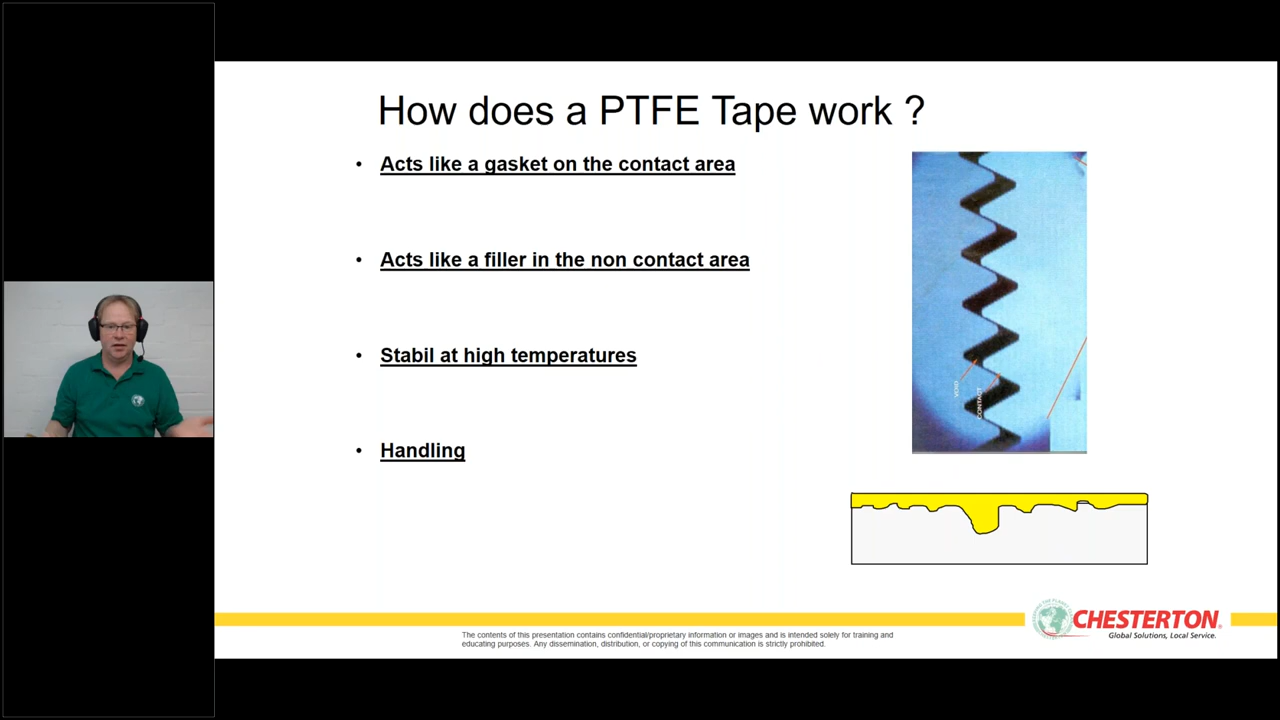 How does a PTFE Tape work ?
• Acts like a gasket on the contact area
• Acts like a filler in the non contact area
• Stabil at high temperatures
• Handling
VOID
CONTACT
CHESTERTON®
Global Solutions, Local Service.
The contents of this presentation contains confidential/proprietary information or images and is intended solely for training and
educating purposes. Any dissemination, distribution, or copying of this communication is strictly prohibited.